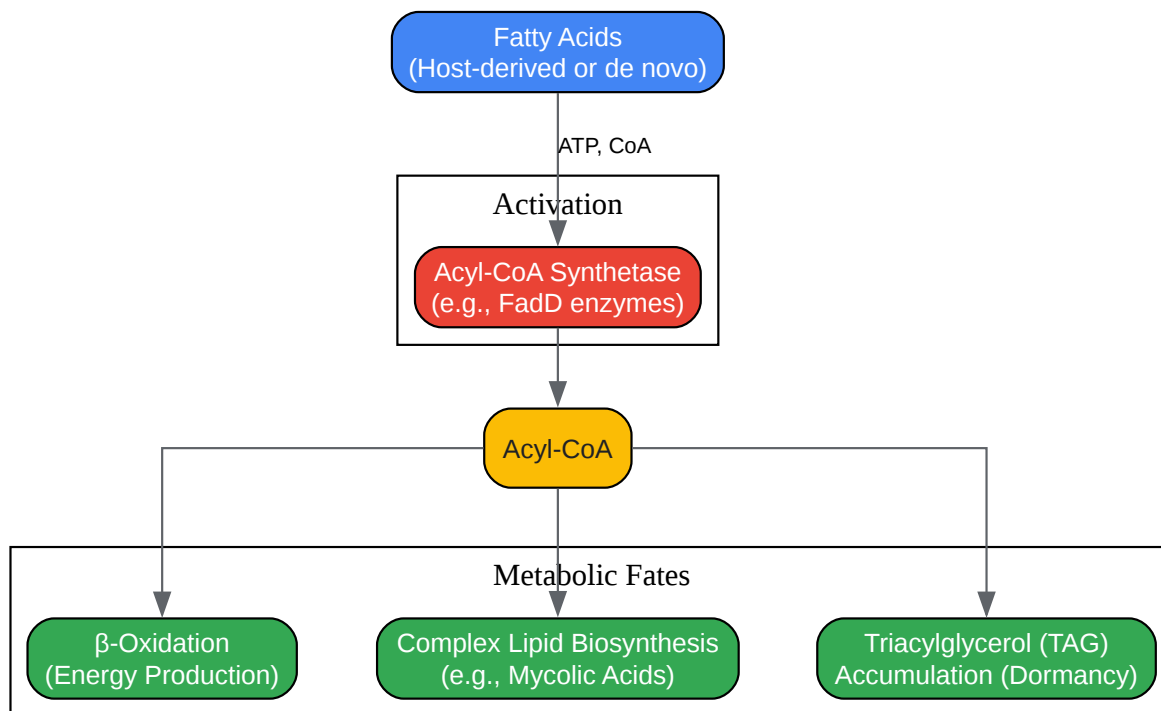 Fatty Acids
(Host-derived or de novo)
ATP, CoA
Activation
Acyl-CoA Synthetase
(e.g., FadD enzymes)
Acyl-CoA
Metabolic Fates
β-Oxidation
(Energy Production)
Complex Lipid Biosynthesis
(e.g., Mycolic Acids)
Triacylglycerol (TAG)
Accumulation (Dormancy)